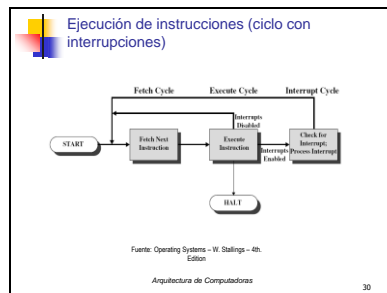 Ejecución de instrucciones (ciclo con
interrupciones)
Fetch Cycle Execute Cycle Interrupt Cycle
Interrupts
Disabled
START
Fetch Next
Instruction
Execute
Instruction
Interrupts
Enabled
Check for
Interrupt;
Process Interrupt
HALT
Fuente: Operating Systems – W. Stallings – 4th.
Edition
Arquitectura de Computadoras
30